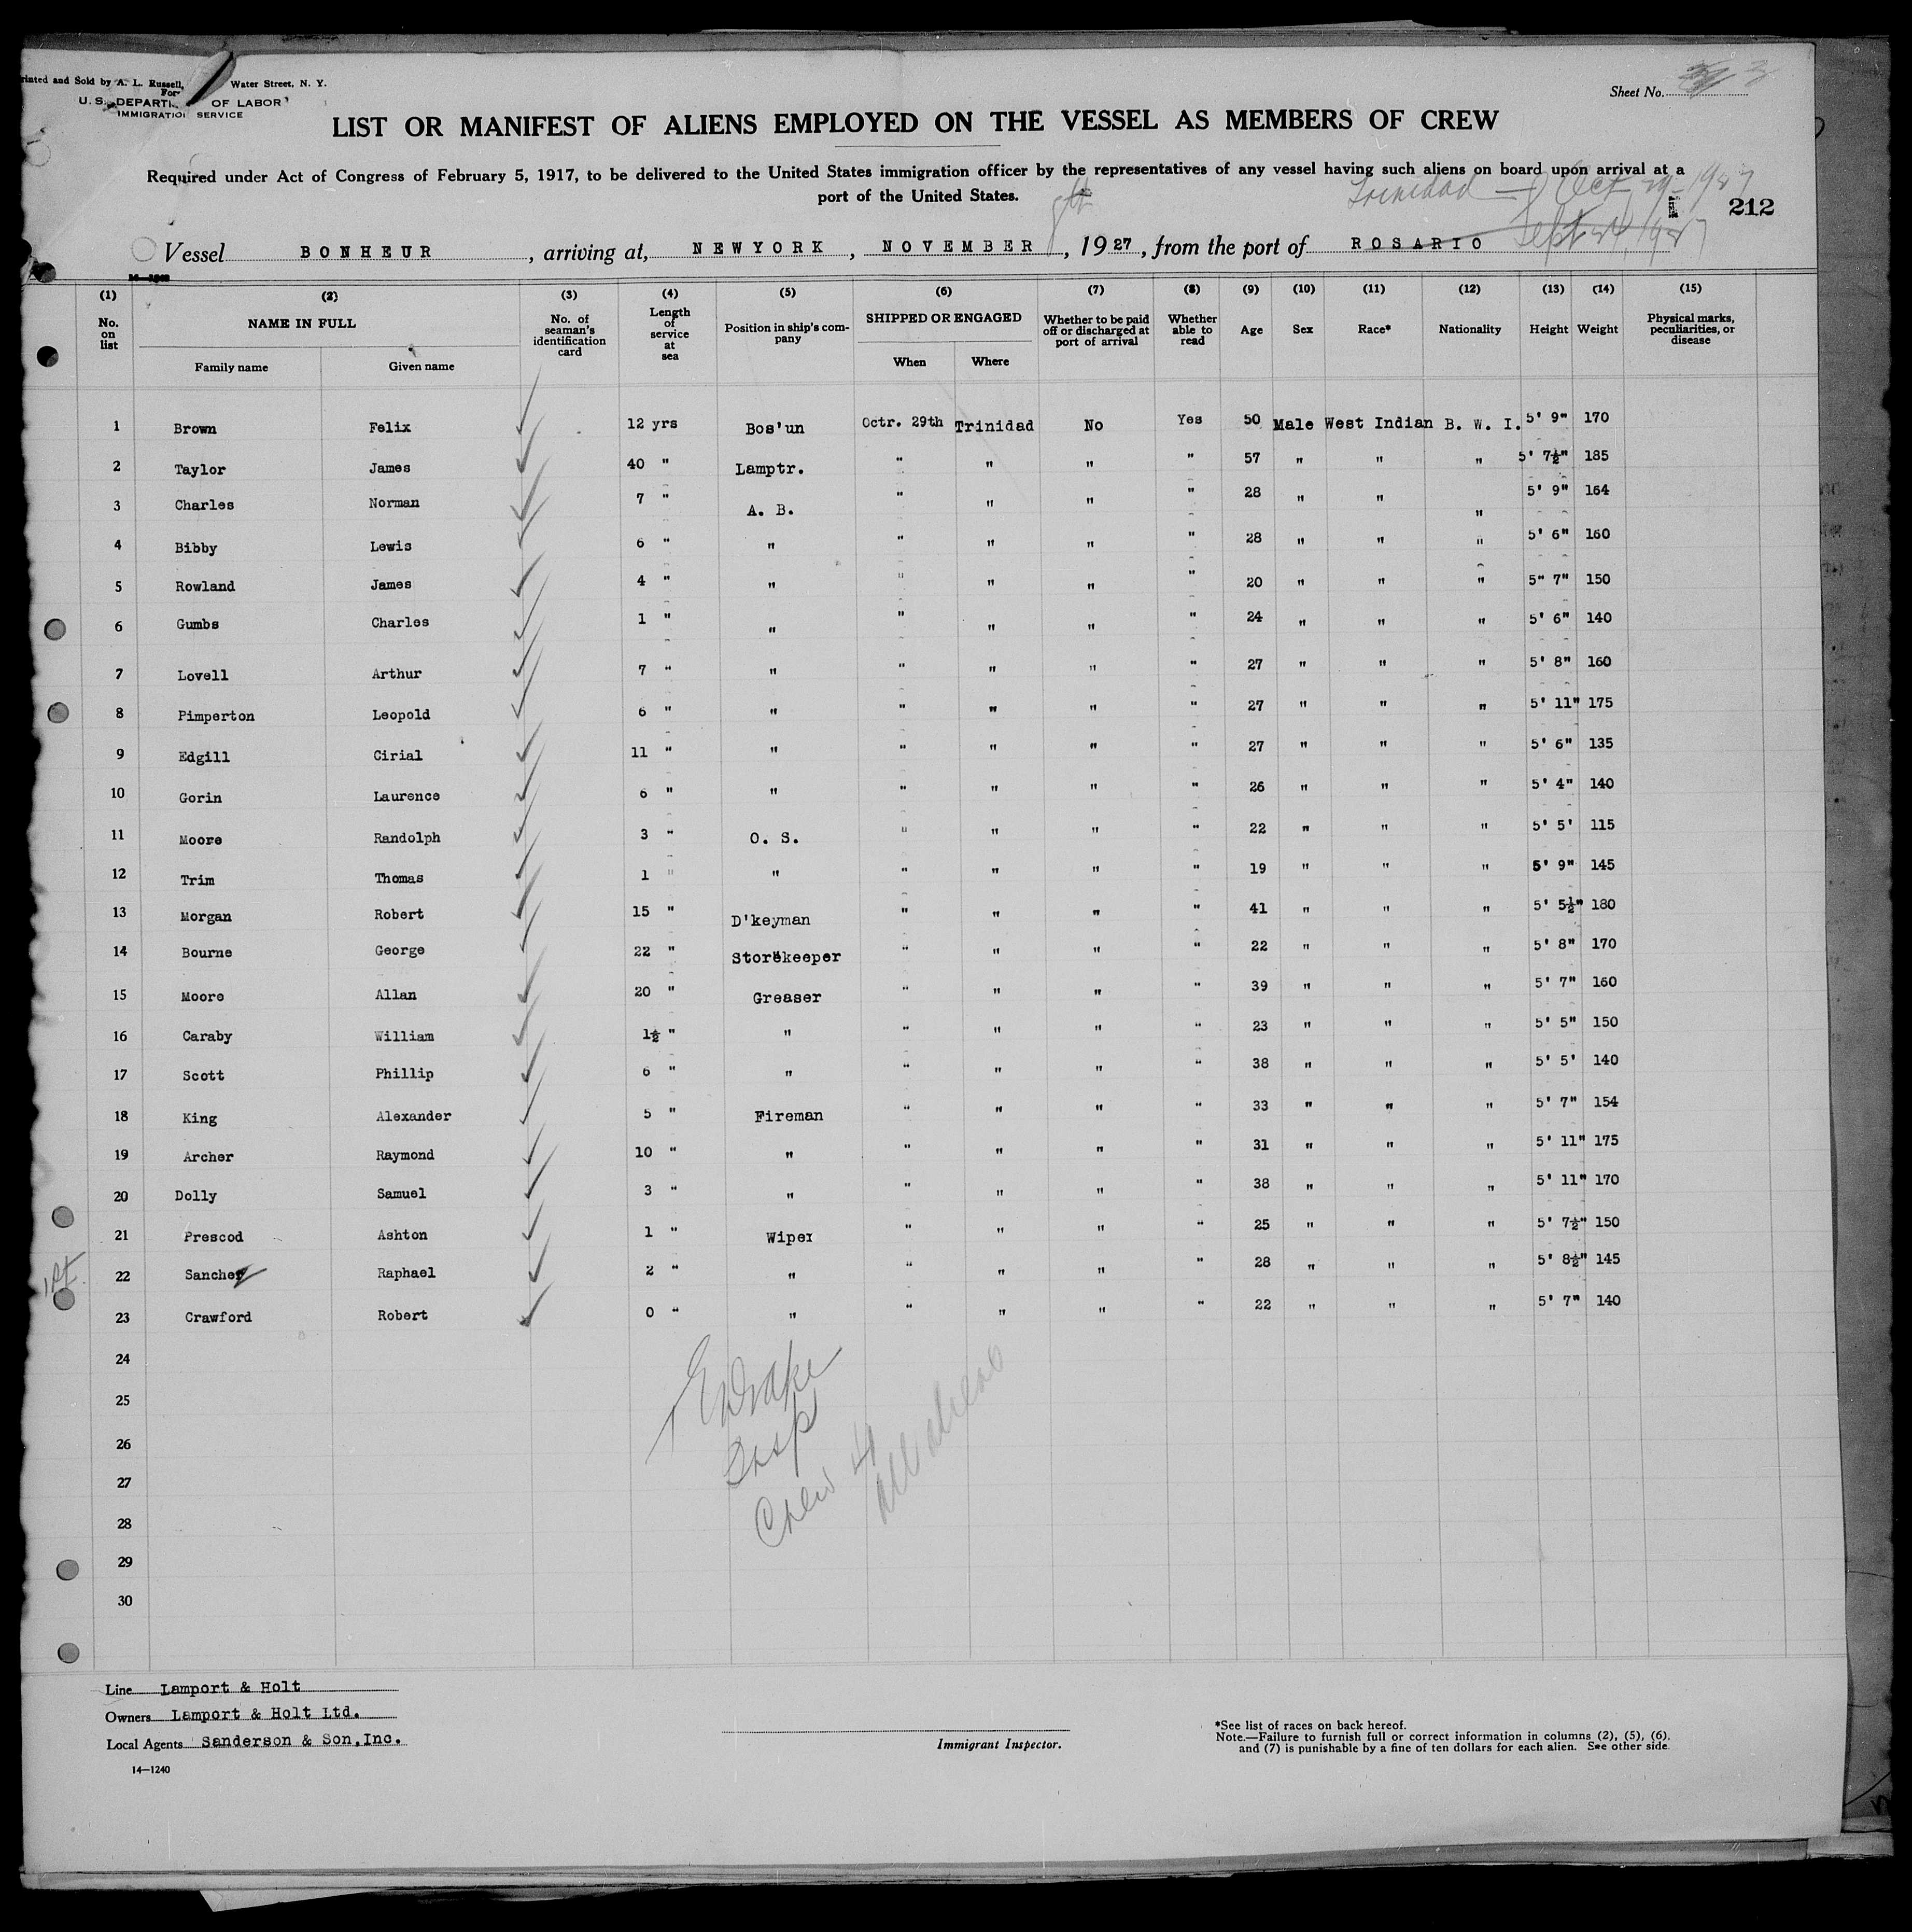 Printed and Sold by A. L. Russell, Water Street, N. Y.
Form
U. S. DEPARTMENT OF LABOR
IMMIGRATION SERVICE
Sheet No. 3
LIST OR MANIFEST OF ALIENS EMPLOYED ON THE VESSEL AS MEMBERS OF CREW
Required under Act of Congress of February 5, 1917, to be delivered to the United States immigration officer by the representatives of any vessel having such aliens on board upon arrival at a
port of the United States.
Trinidad — Oct 29-1927
212
Vessel BONHEUR, arriving at, NEWYORK, NOVEMBER 8th, 1927, from the port of ROSARIO Sept 24, 1927
(1) (2) (3) (4) (5) (6) (7) (8) (9) (10) (11) (12) (13) (14) (15)
No. on list NAME IN FULL Family name Given name No. of seaman's identification card Length of service at sea Position in ship's company SHIPPED OR ENGAGED When Where Whether to be paid off or discharged at port of arrival Whether able to read Age Sex Race* Nationality Height Weight Physical marks, peculiarities, or disease
1 Brown Felix 12 yrs Bos'un Octr. 29th Trinidad No Yes 50 Male West Indian B. W. I. 5' 9" 170
2 Taylor James 40 " Lamptr. " " " " 57 " " " 5' 7½" 185
3 Charles Norman 7 " A. B. " " " " 28 " " " 5' 9" 164
4 Bibby Lewis 6 " " " " " " 28 " " " 5' 6" 160
5 Rowland James 4 " " " " " " 20 " " " 5" 7" 150
6 Gumbs Charles 1 " " " " " " 24 " " " 5' 6" 140
7 Lovell Arthur 7 " " " " " " 27 " " " 5' 8" 160
8 Pimperton Leopold 6 " " " " " " 27 " " " 5' 11" 175
9 Edgill Cirial 11 " " " " " " 27 " " " 5' 6" 135
10 Gorin Laurence 6 " " " " " " 26 " " " 5' 4" 140
11 Moore Randolph 3 " O. S. " " " " 22 " " " 5' 5' 115
12 Trim Thomas 1 " " " " " " 19 " " " 5' 9" 145
13 Morgan Robert 15 " D'keyman " " " " 41 " " " 5' 5½" 180
14 Bourne George 22 " Storekeeper " " " " 22 " " " 5' 8" 170
15 Moore Allan 20 " Greaser " " " " 39 " " " 5' 7" 160
16 Caraby William 1½ " " " " " " 23 " " " 5' 5" 150
17 Scott Phillip 6 " " " " " " 38 " " " 5' 5' 140
18 King Alexander 5 " Fireman " " " " 33 " " " 5' 7" 154
19 Archer Raymond 10 " " " " " " 31 " " " 5' 11" 175
20 Dolly Samuel 3 " " " " " " 38 " " " 5' 11" 170
21 Prescod Ashton 1 " Wiper " " " " 25 " " " 5' 7½" 150
22 Sanchez Raphael 2 " " " " " " 28 " " " 5' 8½" 145
23 Crawford Robert 0 " " " " " " 22 " " " 5' 7" 140
24
25
26
27
28
29
30
Drake
Insp
Crew 4
all aliens
Line Lamport & Holt
Owners Lamport & Holt Ltd.
Local Agents Sanderson & Son, Inc.
14—1240
Immigrant Inspector.
*See list of races on back hereof.
Note.—Failure to furnish full or correct information in columns (2), (5), (6),
and (7) is punishable by a fine of ten dollars for each alien. See other side.